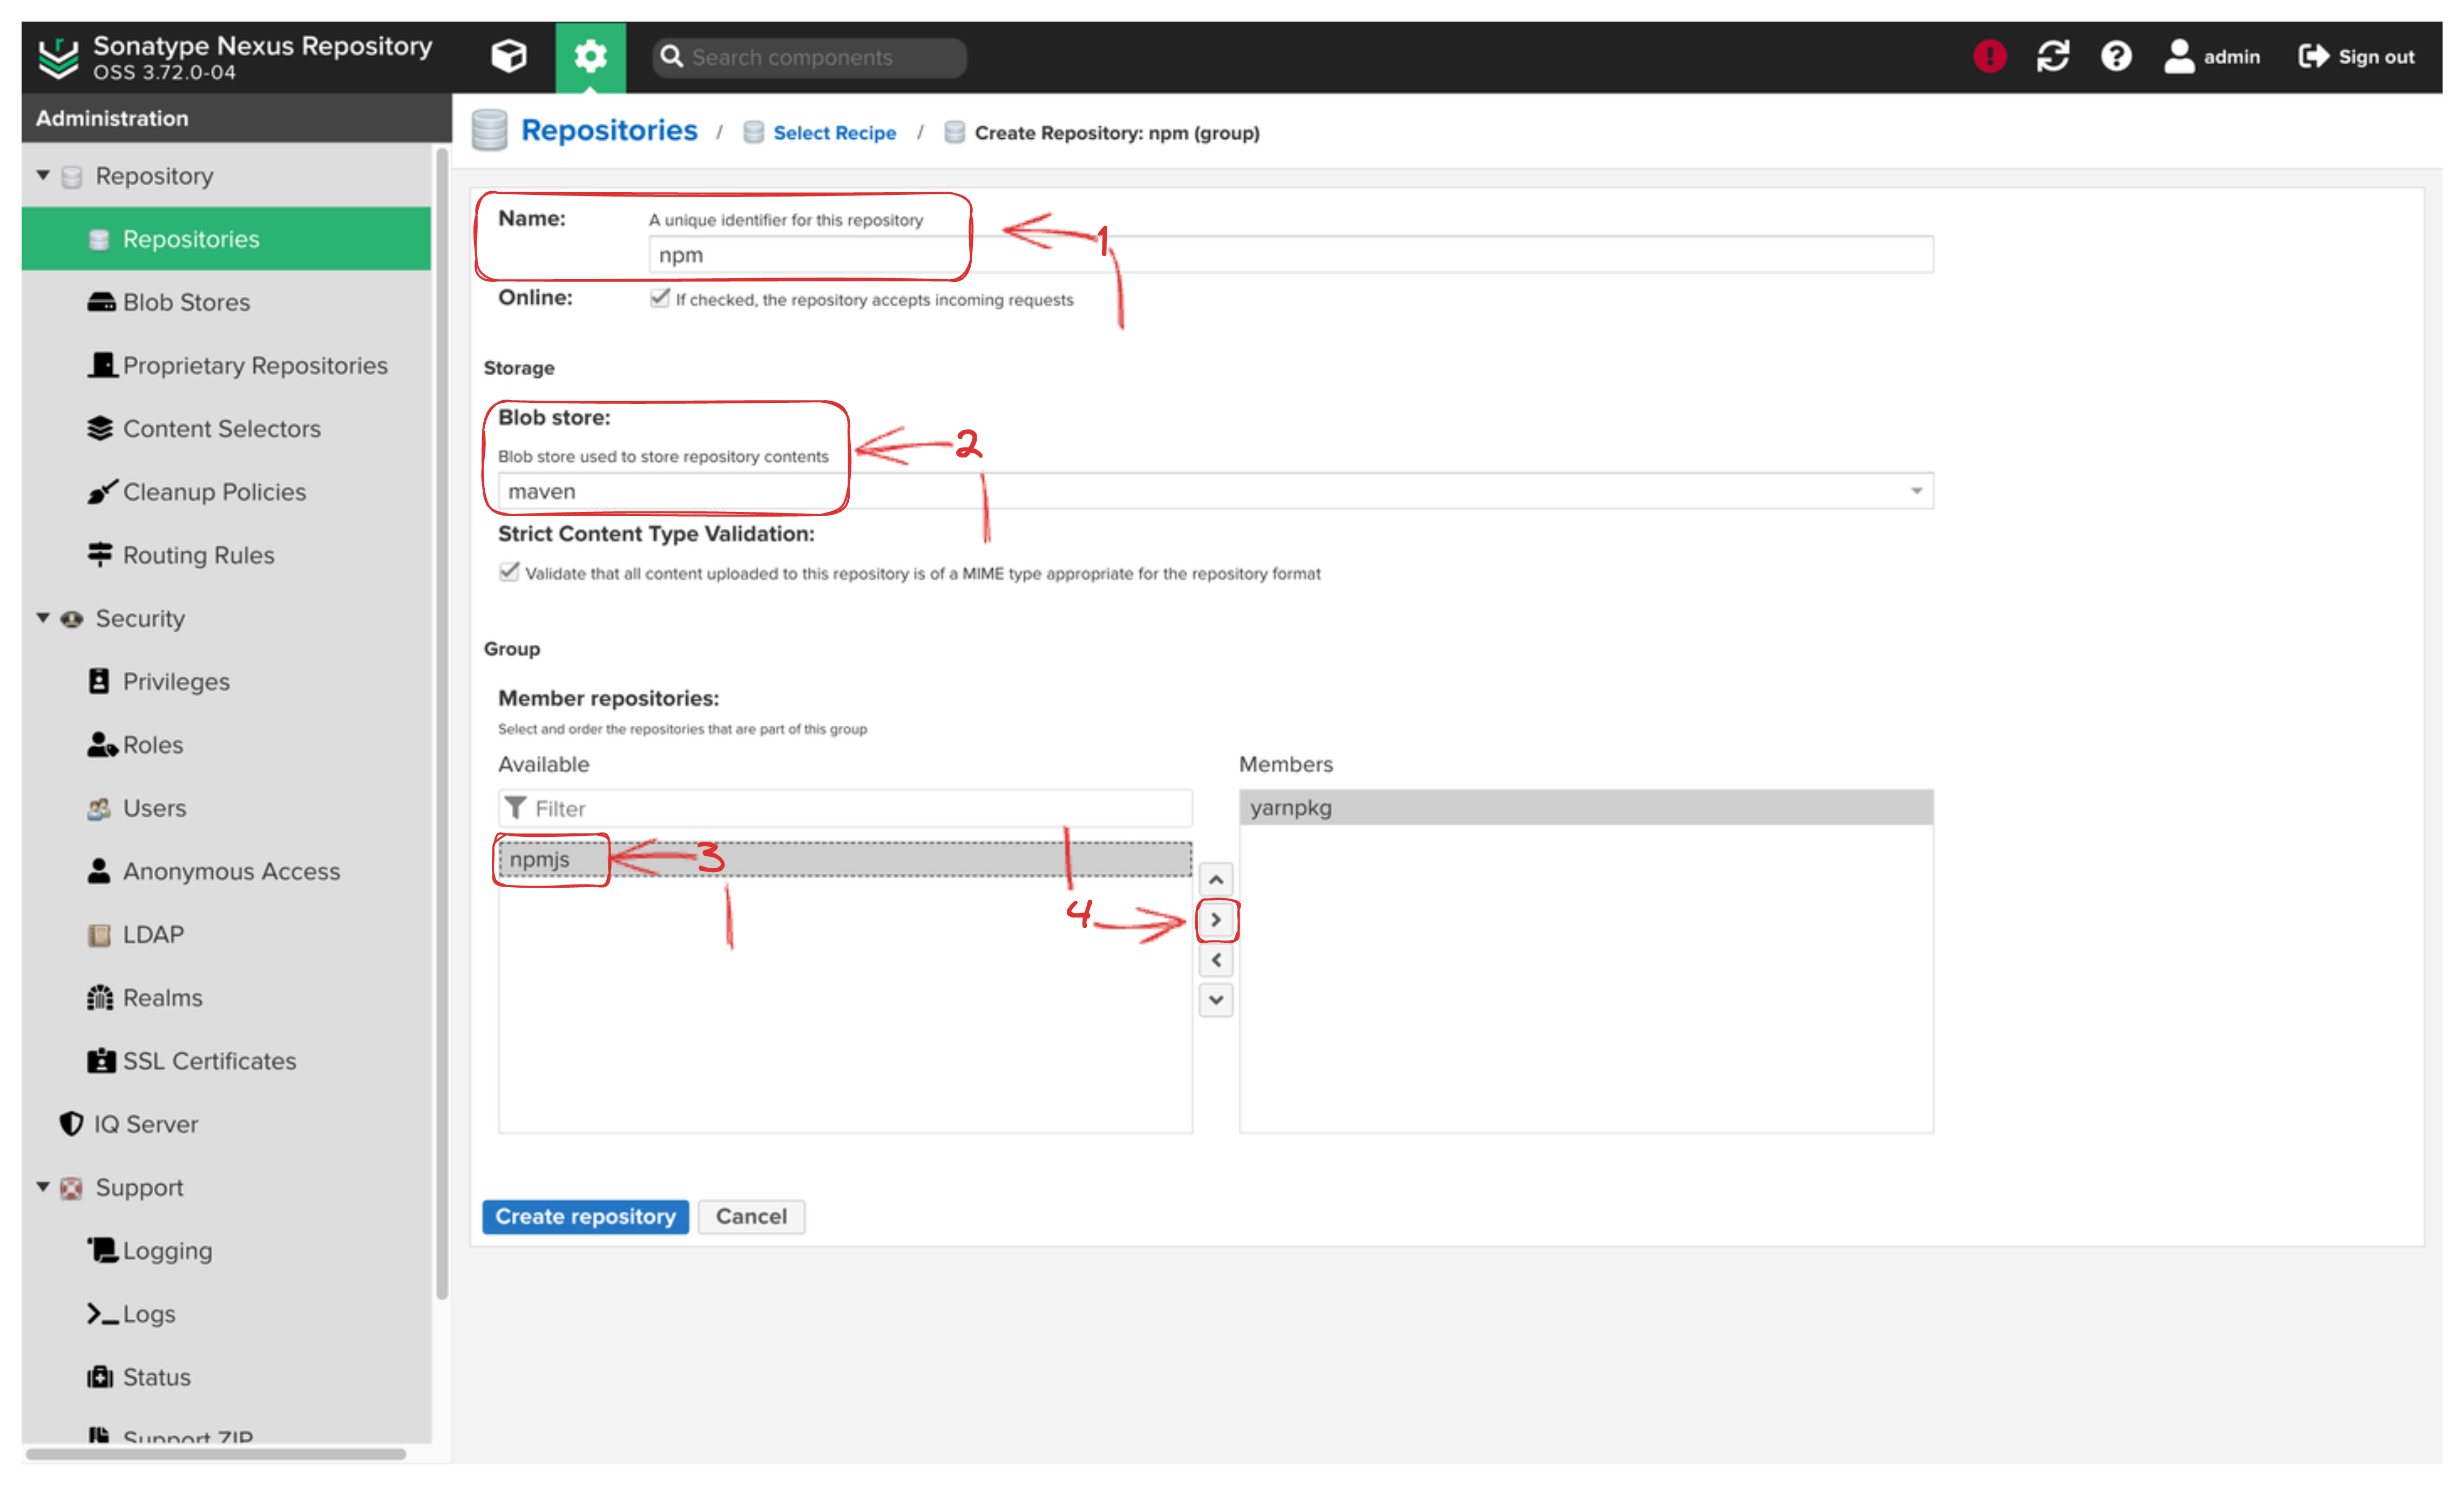 Sonatype Nexus Repository
OSS 3.72.0-04
Search components
admin
Sign out
Administration
Repository
Repositories
Blob Stores
Proprietary Repositories
Content Selectors
Cleanup Policies
Routing Rules
Security
Privileges
Roles
Users
Anonymous Access
LDAP
Realms
SSL Certificates
IQ Server
Support
Logging
Logs
Status
Support ZIP
Repositories / Select Recipe / Create Repository: npm (group)
Name: A unique identifier for this repository
npm
1
Online: If checked, the repository accepts incoming requests
Storage
Blob store:
Blob store used to store repository contents
2
maven
Strict Content Type Validation:
Validate that all content uploaded to this repository is of a MIME type appropriate for the repository format
Group
Member repositories:
Select and order the repositories that are part of this group
Available
Filter
npmjs
3
4
Members
yarnpkg
Create repository
Cancel